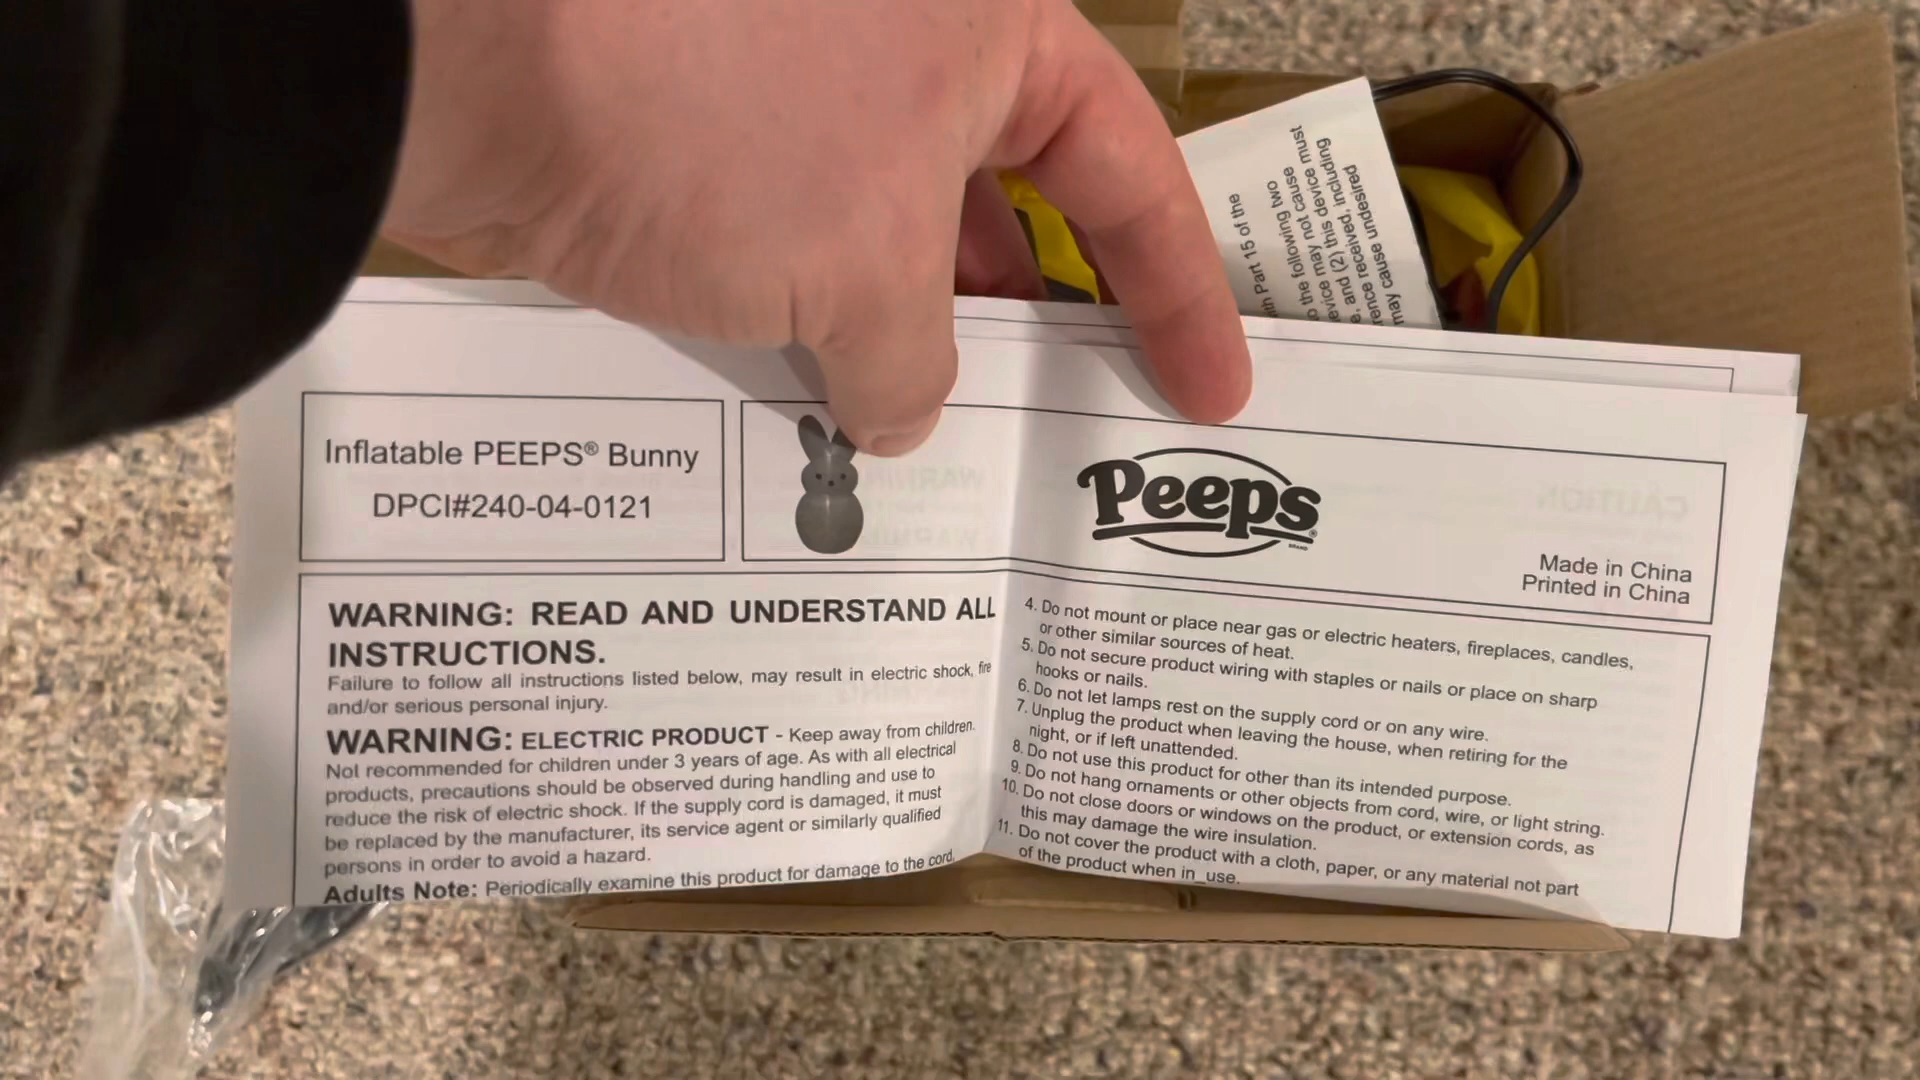 with Part 15 of the
the following two
may not cause
and (2) this device must
rence received, including
may cause undesired
Inflatable PEEPS® Bunny
DPCI#240-04-0121
Peeps®
BRAND
Made in China
Printed in China
WARNING: READ AND UNDERSTAND ALL
INSTRUCTIONS.
Failure to follow all instructions listed below, may result in electric shock, fire
and/or serious personal injury.
WARNING: ELECTRIC PRODUCT - Keep away from children.
Not recommended for children under 3 years of age. As with all electrical
products, precautions should be observed during handling and use to
reduce the risk of electric shock. If the supply cord is damaged, it must
be replaced by the manufacturer, its service agent or similarly qualified
persons in order to avoid a hazard.
Adults Note: Periodically examine this product for damage to the cord,
4. Do not mount or place near gas or electric heaters, fireplaces, candles,
or other similar sources of heat.
5. Do not secure product wiring with staples or nails or place on sharp
hooks or nails.
6. Do not let lamps rest on the supply cord or on any wire.
7. Unplug the product when leaving the house, when retiring for the
night, or if left unattended.
8. Do not use this product for other than its intended purpose.
9. Do not hang ornaments or other objects from cord, wire, or light string.
10. Do not close doors or windows on the product, or extension cords, as
this may damage the wire insulation.
11. Do not cover the product with a cloth, paper, or any material not part
of the product when in_use.